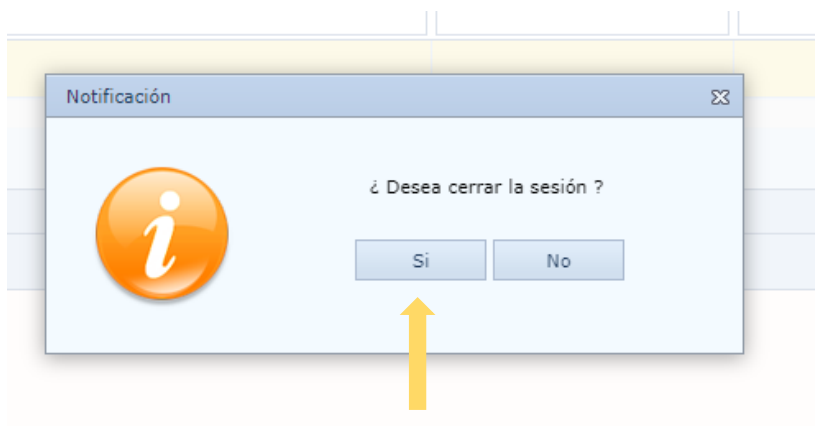 Notificación
¿ Desea cerrar la sesión ?
Si
No